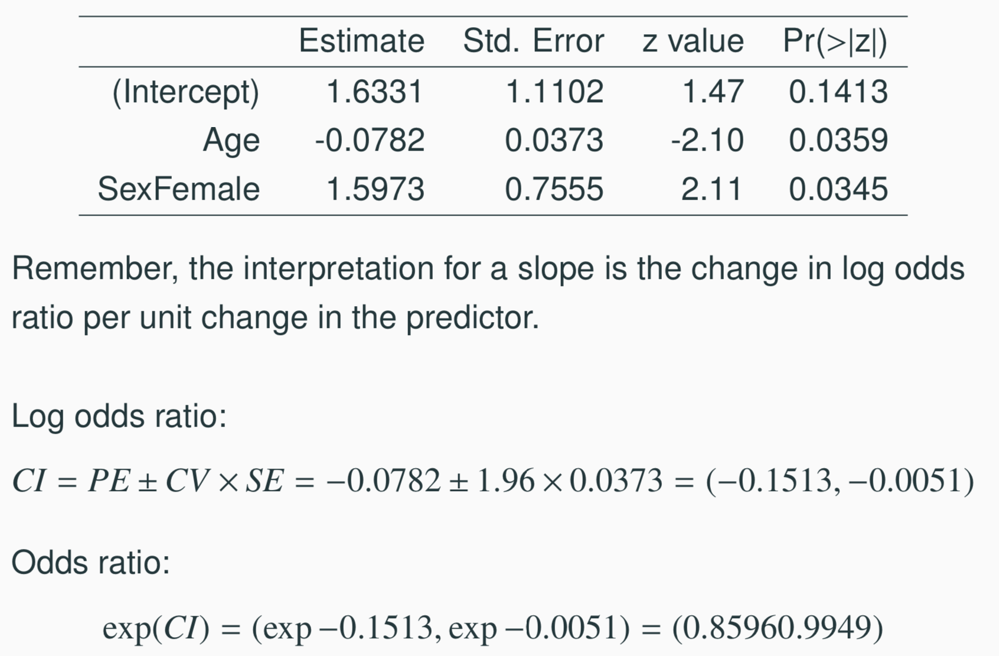 Estimate Std. Error z value Pr(>|z|)
(Intercept) 1.6331 1.1102 1.47 0.1413
Age -0.0782 0.0373 -2.10 0.0359
SexFemale 1.5973 0.7555 2.11 0.0345
Remember, the interpretation for a slope is the change in log odds
ratio per unit change in the predictor.
Log odds ratio:
CI = PE ± CV × SE = −0.0782 ± 1.96 × 0.0373 = (−0.1513, −0.0051)
Odds ratio:
exp(CI) = (exp −0.1513, exp −0.0051) = (0.85960.9949)